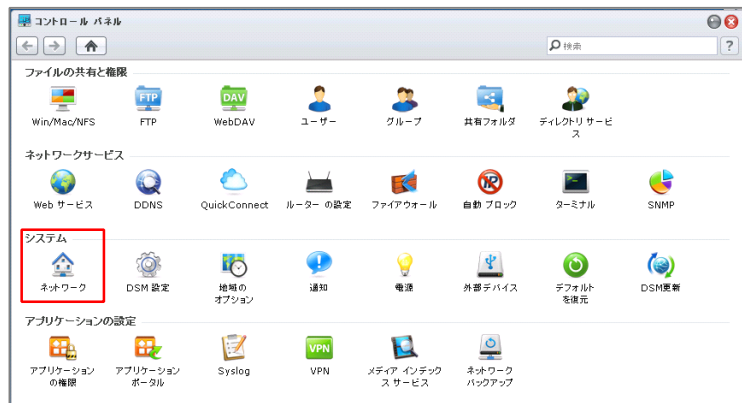 コントロール パネル
検索
?
ファイルの共有と権限
FTP DAV
Win/Mac/NFS FTP WebDAV ユーザー グループ 共有フォルダ ディレクトリ サービ
ス
ネットワークサービス
Web サービス DDNS QuickConnect ルーター の設定 ファイアウォール 自動 ブロック ターミナル SNMP
システム
ネットワーク DSM 設定 地域の 通知 電源 外部デバイス デフォルト DSM更新
オプション を復元
アプリケーションの設定
VPN
アプリケーション アプリケーション Syslog VPN メディア インデック ネットワーク
の権限 ポータル ス サービス バックアップ